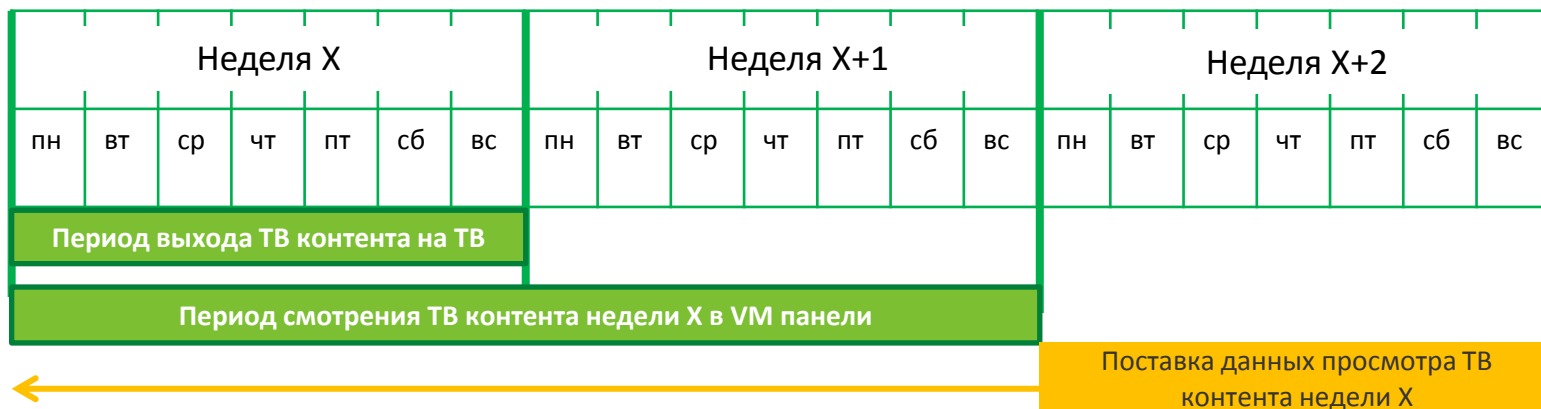 Неделя X Неделя X+1 Неделя X+2
пн вт ср чт пт сб вс пн вт ср чт пт сб вс пн вт ср чт пт сб вс
Период выхода ТВ контента на ТВ
Период смотрения ТВ контента недели X в VM панели
Поставка данных просмотра ТВ
контента недели X